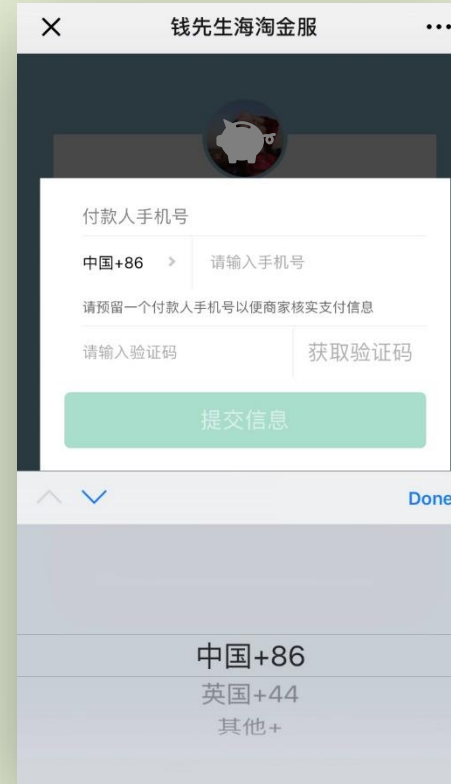 钱先生海淘金服
付款人手机号
中国+86 请输入手机号
请预留一个付款人手机号以便商家核实支付信息
请输入验证码 获取验证码
提交信息
Done
中国+86
英国+44
其他+